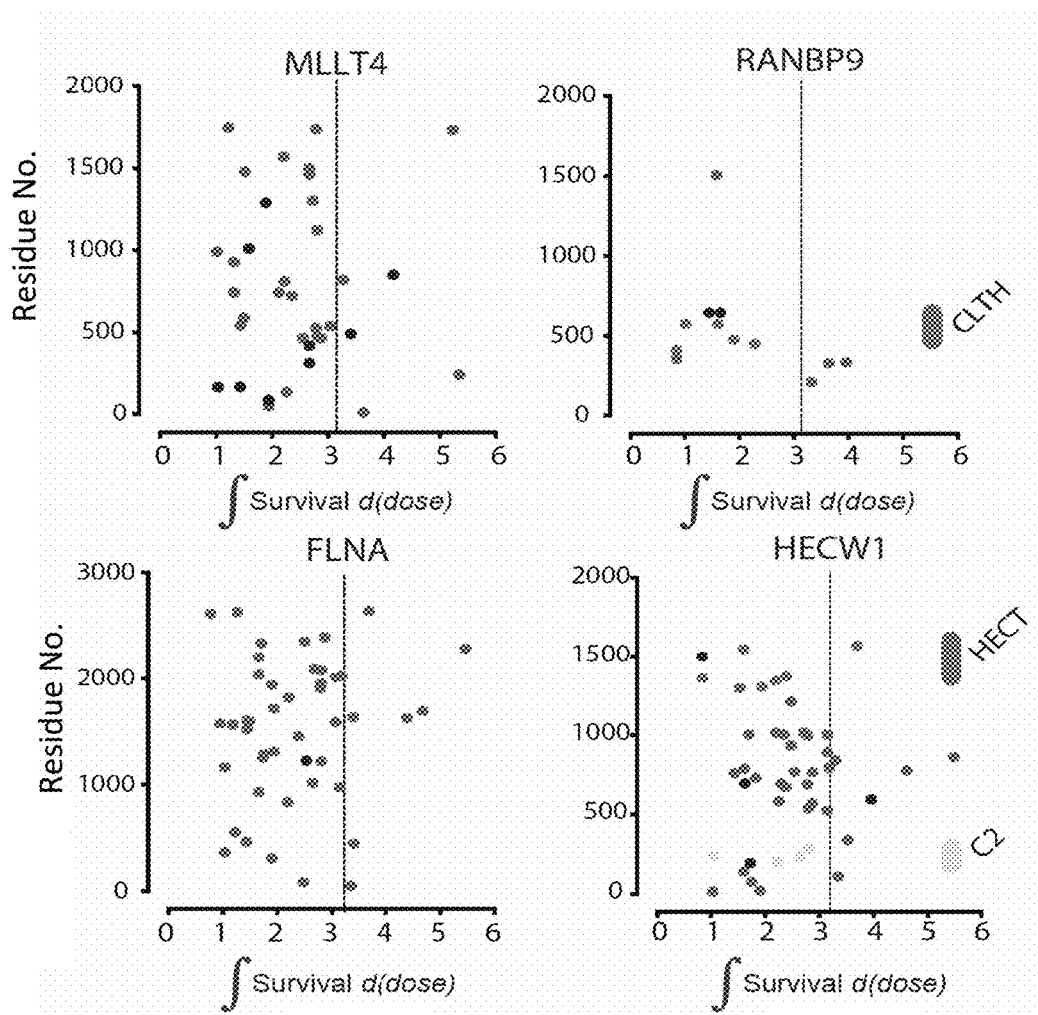 MLLT4
2000
1500
1000
500
0
Residue No.
0 1 2 3 4 5 6
∫ Survival d(dose)
RANBP9
2000
1500
1000
500
0
CLTH
0 1 2 3 4 5 6
∫ Survival d(dose)
FLNA
3000
2000
1000
0
Residue No.
0 1 2 3 4 5 6
∫ Survival d(dose)
HECW1
2000
1500
1000
500
0
HECT
C2
0 1 2 3 4 5 6
∫ Survival d(dose)